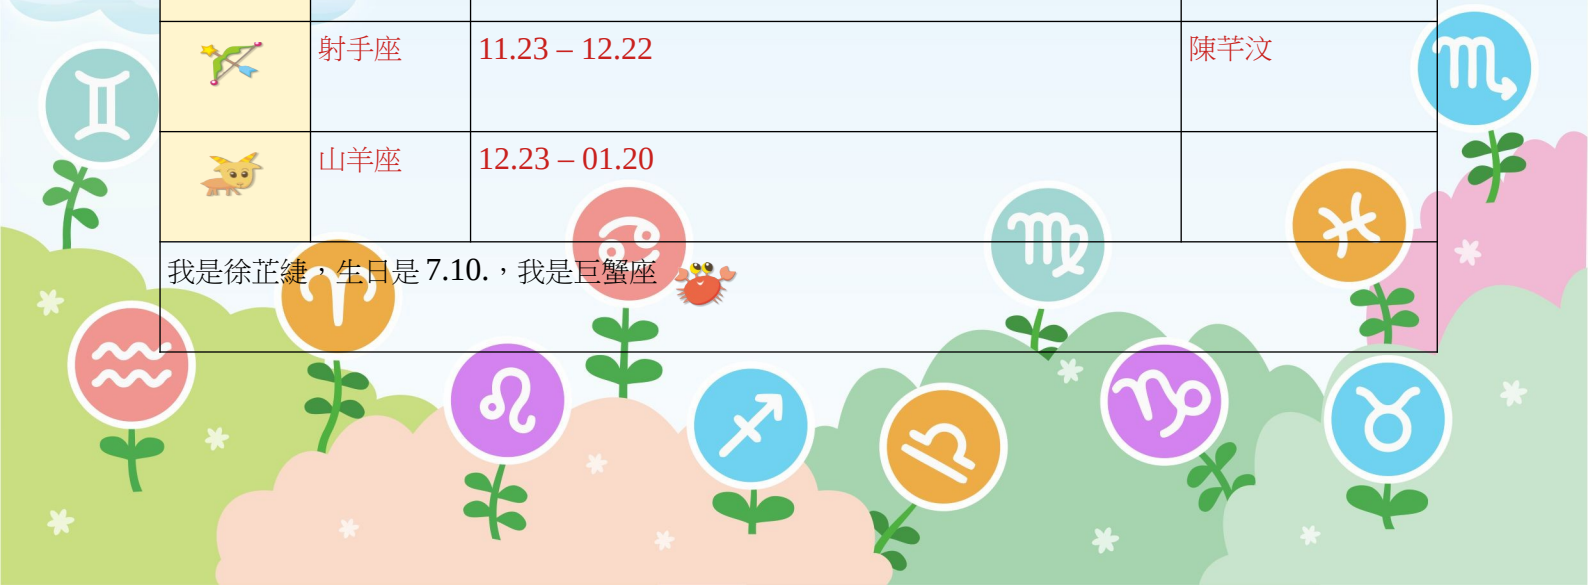 射手座 11.23 – 12.22 陳芊汶
山羊座 12.23 – 01.20
我是徐芷緁，生日是 7.10.，我是巨蟹座